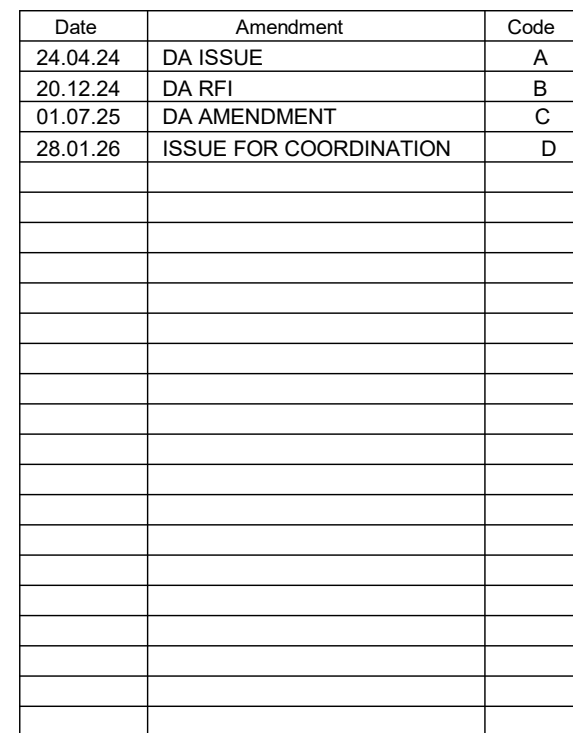 Date Amendment Code
24.04.24 DA ISSUE A
20.12.24 DA RFI B
01.07.25 DA AMENDMENT C
28.01.26 ISSUE FOR COORDINATION D